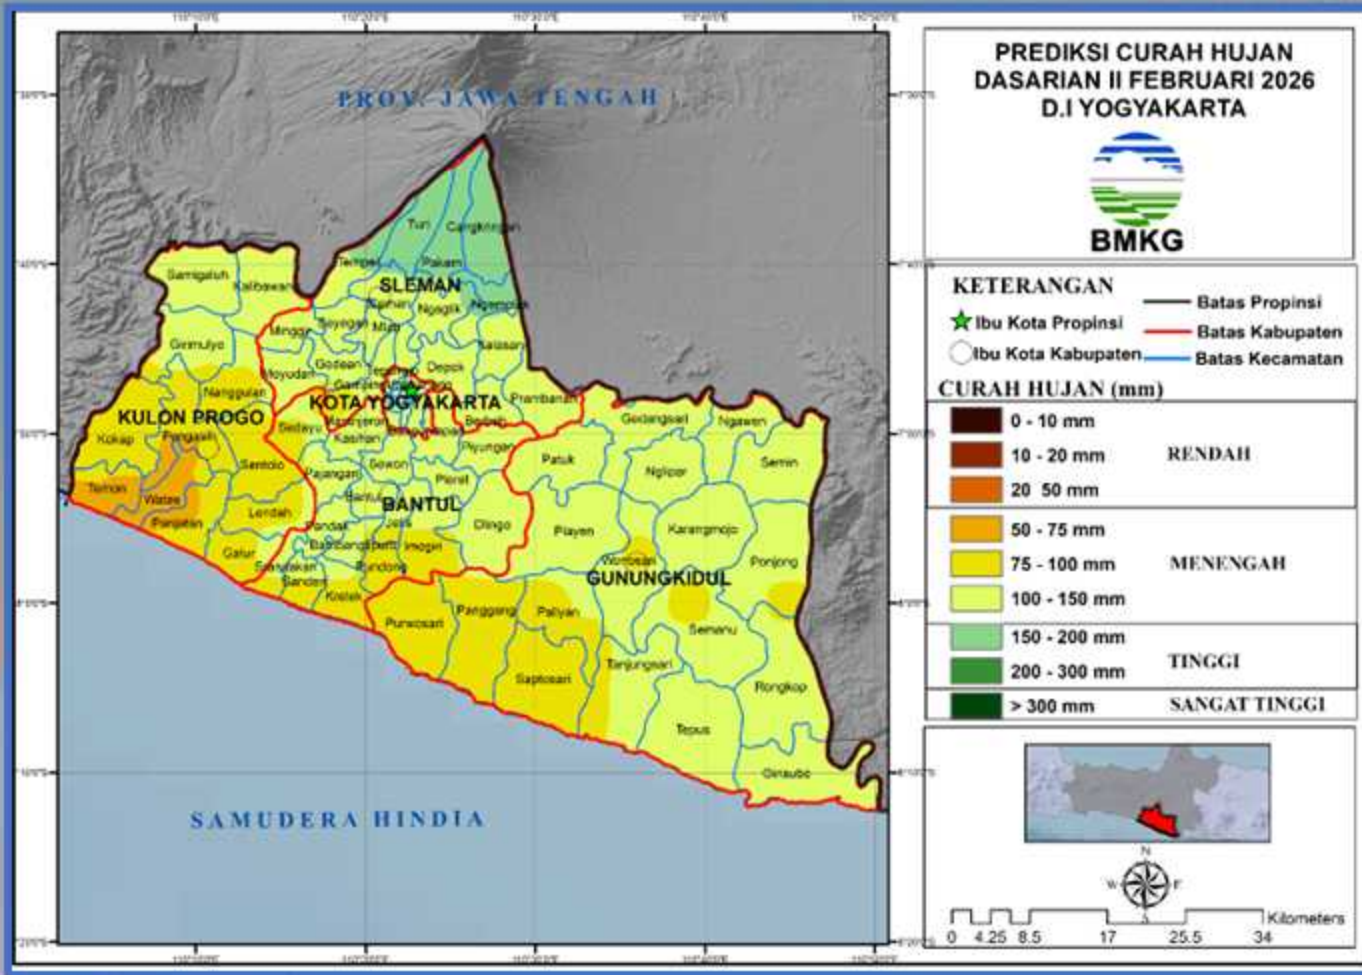 PREDIKSI CURAH HUJAN
DASARIAN II FEBRUARI 2026
D.I YOGYAKARTA
BMKG
KETERANGAN
Ibu Kota Propinsi
Ibu Kota Kabupaten
Batas Propinsi
Batas Kabupaten
Batas Kecamatan
CURAH HUJAN (mm)
0 - 10 mm
10 - 20 mm
20 50 mm
RENDAH
50 - 75 mm
75 - 100 mm
100 - 150 mm
MENENGAH
150 - 200 mm
200 - 300 mm
TINGGI
> 300 mm
SANGAT TINGGI
N
W
Kilometers
0 4.25 8.5 17 25.5 34
PROV. JAWA TENGAH
Turi
Cangkringan
Tempel
Pakem
SLEMAN
Samigaluh
Kalibawang
Ngaglik
Ngemplak
Seyegan
Mlati
Girimulyo
Godean
Depok
Moyudan
Nanggulan
KOTA YOGYAKARTA
Prambanan
KULON PROGO
Sedayu
Kasihan
Gedangsari
Ngawen
Kokap
Pengasih
Piyungan
Sentolo
Sewon
Patuk
Nglipar
Semin
Pajangan
Pleret
Temon
Wates
BANTUL
Lendah
Panjatan
Pandak
Jetis
Dlingo
Playen
Karangmojo
Galur
Imogiri
Ponjong
Wonosari
Pundong
Sanden
GUNUNGKIDUL
Kretek
Purwosari
Panggang
Paliyan
Semanu
Tanjungsari
Saptosari
Rongkop
Tepus
Girisubo
SAMUDERA HINDIA